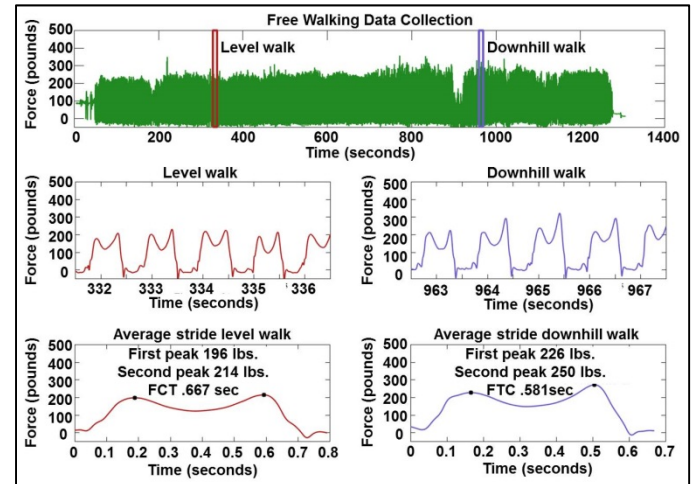 Free Walking Data Collection
Force (pounds)
500
400
300
200
100
0
Level walk
Downhill walk
0 200 400 600 800 1000 1200 1400
Time (seconds)
Level walk
Force (pounds)
500
400
300
200
100
0
332 333 334 335 336
Time (seconds)
Downhill walk
Force (pounds)
500
400
300
200
100
0
963 964 965 966 967
Time (seconds)
Average stride level walk
First peak 196 lbs.
Second peak 214 lbs.
FCT .667 sec
Force (pounds)
500
400
300
200
100
0
0 0.1 0.2 0.3 0.4 0.5 0.6 0.7 0.8
Time (seconds)
Average stride downhill walk
First peak 226 lbs.
Second peak 250 lbs.
FTC .581sec
Force (pounds)
500
400
300
200
100
0
0 0.1 0.2 0.3 0.4 0.5 0.6 0.7
Time (seconds)